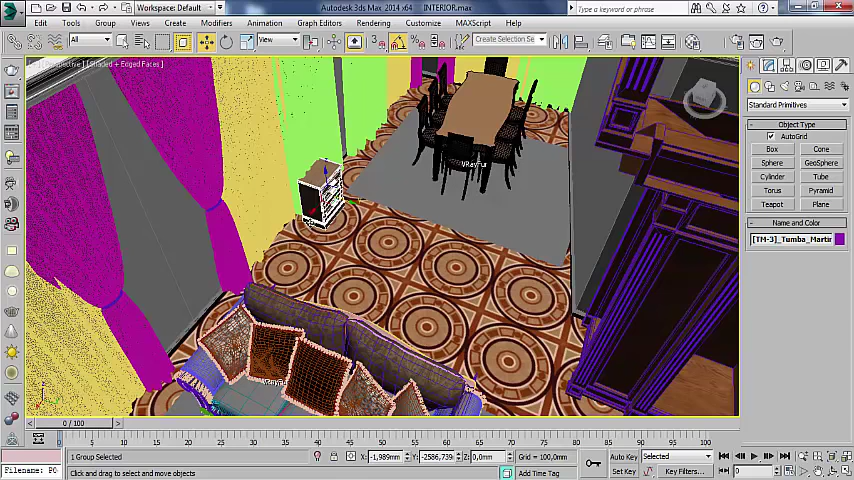 Workspace: Default
Autodesk 3ds Max 2014 x64
INTERIOR.max
Type a keyword or phrase
Edit
Tools
Group
Views
Create
Modifiers
Animation
Graph Editors
Rendering
Customize
MAXScript
Help
All
View
Create Selection Se
[Shaded + Edged Faces ]
VRayFur
Standard Primitives
Object Type
AutoGrid
Box
Cone
Sphere
GeoSphere
Cylinder
Tube
Torus
Pyramid
Teapot
Plane
Name and Color
[TM-3]_Tumba_Martin
0 / 100
0 5 10 15 20 25 30 35 40 45 50 55 60 65 70 75 80 85 90 95 100
1 Group Selected
X: -1,989mm
Y: -2586,739
Z: 0,0mm
Grid = 100,0mm
Auto Key
Selected
Filename: PO
Click and drag to select and move objects
Add Time Tag
Set Key
Key Filters...
0